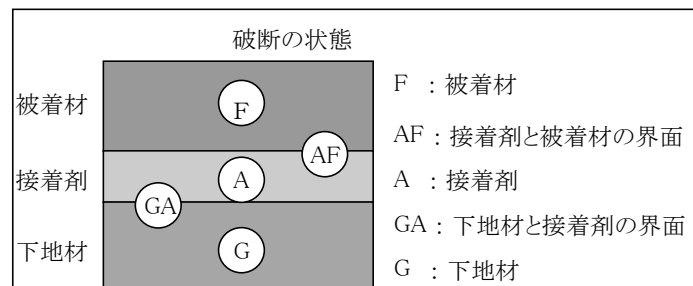 破断の状態
被着材
接着剤
下地材
F
AF
A
GA
G
F ：被着材
AF：接着剤と被着材の界面
A ：接着剤
GA：下地材と接着剤の界面
G ：下地材